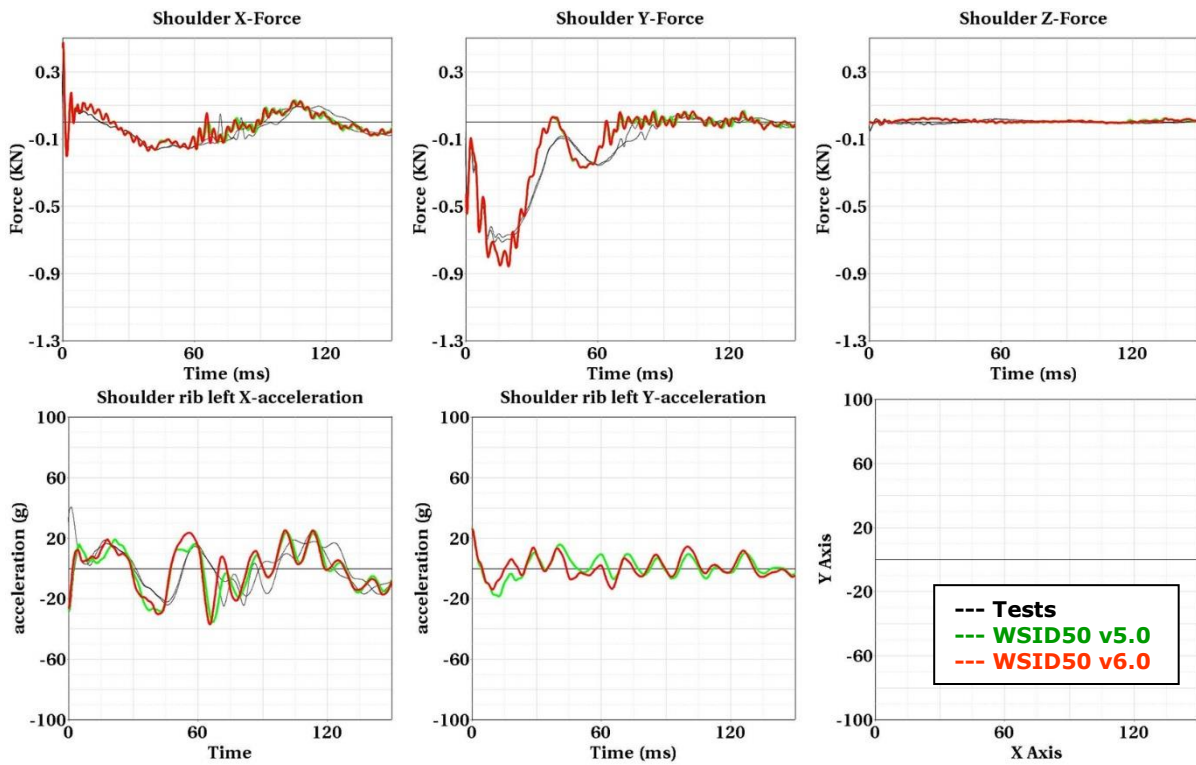 Shoulder X-Force
Shoulder Y-Force
Shoulder Z-Force
Force (KN)
0.3
-0.1
-0.5
-0.9
-1.3
0
60
120
Time (ms)
Force (KN)
0.3
-0.1
-0.5
-0.9
-1.3
0
60
120
Time (ms)
Force (KN)
0.3
-0.1
-0.5
-0.9
-1.3
0
60
120
Time (ms)
Shoulder rib left X-acceleration
Shoulder rib left Y-acceleration
acceleration (g)
100
60
20
-20
-60
-100
0
60
120
Time
acceleration (g)
100
60
20
-20
-60
-100
0
60
120
Time (ms)
Y Axis
100
60
20
-20
-60
-100
0
60
120
X Axis
--- Tests
--- WSID50 v5.0
--- WSID50 v6.0